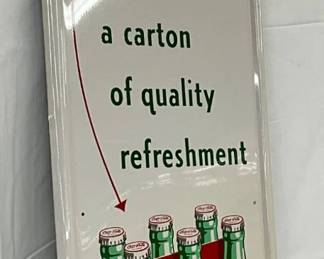 a carton
of quality
refreshment